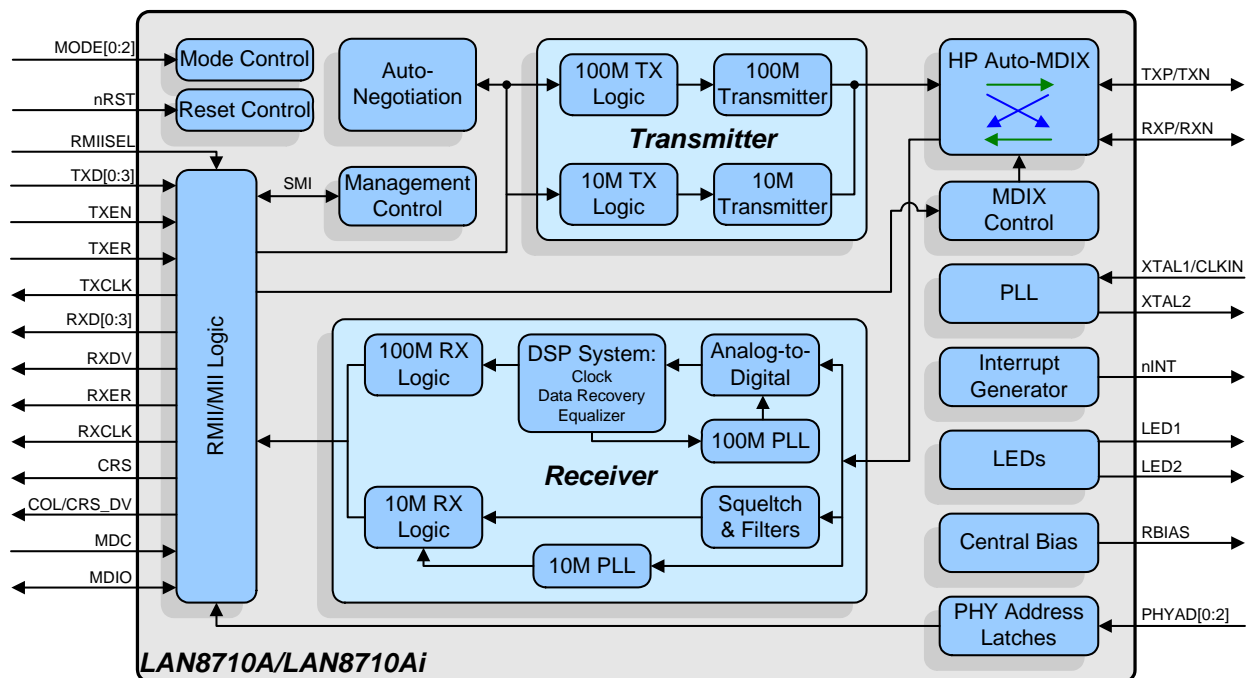 MODE[0:2]
nRST
RMIISEL
TXD[0:3]
TXEN
TXER
TXCLK
RXD[0:3]
RXDV
RXER
RXCLK
CRS
COL/CRS_DV
MDC
MDIO
Mode Control
Reset Control
RMII/MII Logic
SMI
Auto-
Negotiation
Management
Control
100M TX
Logic
100M
Transmitter
Transmitter
10M TX
Logic
10M
Transmitter
100M RX
Logic
DSP System:
Clock
Data Recovery
Equalizer
Analog-to-
Digital
100M PLL
Receiver
10M RX
Logic
Squeltch
& Filters
10M PLL
HP Auto-MDIX
MDIX
Control
PLL
Interrupt
Generator
LEDs
Central Bias
PHY Address
Latches
TXP/TXN
RXP/RXN
XTAL1/CLKIN
XTAL2
nINT
LED1
LED2
RBIAS
PHYAD[0:2]
LAN8710A/LAN8710Ai